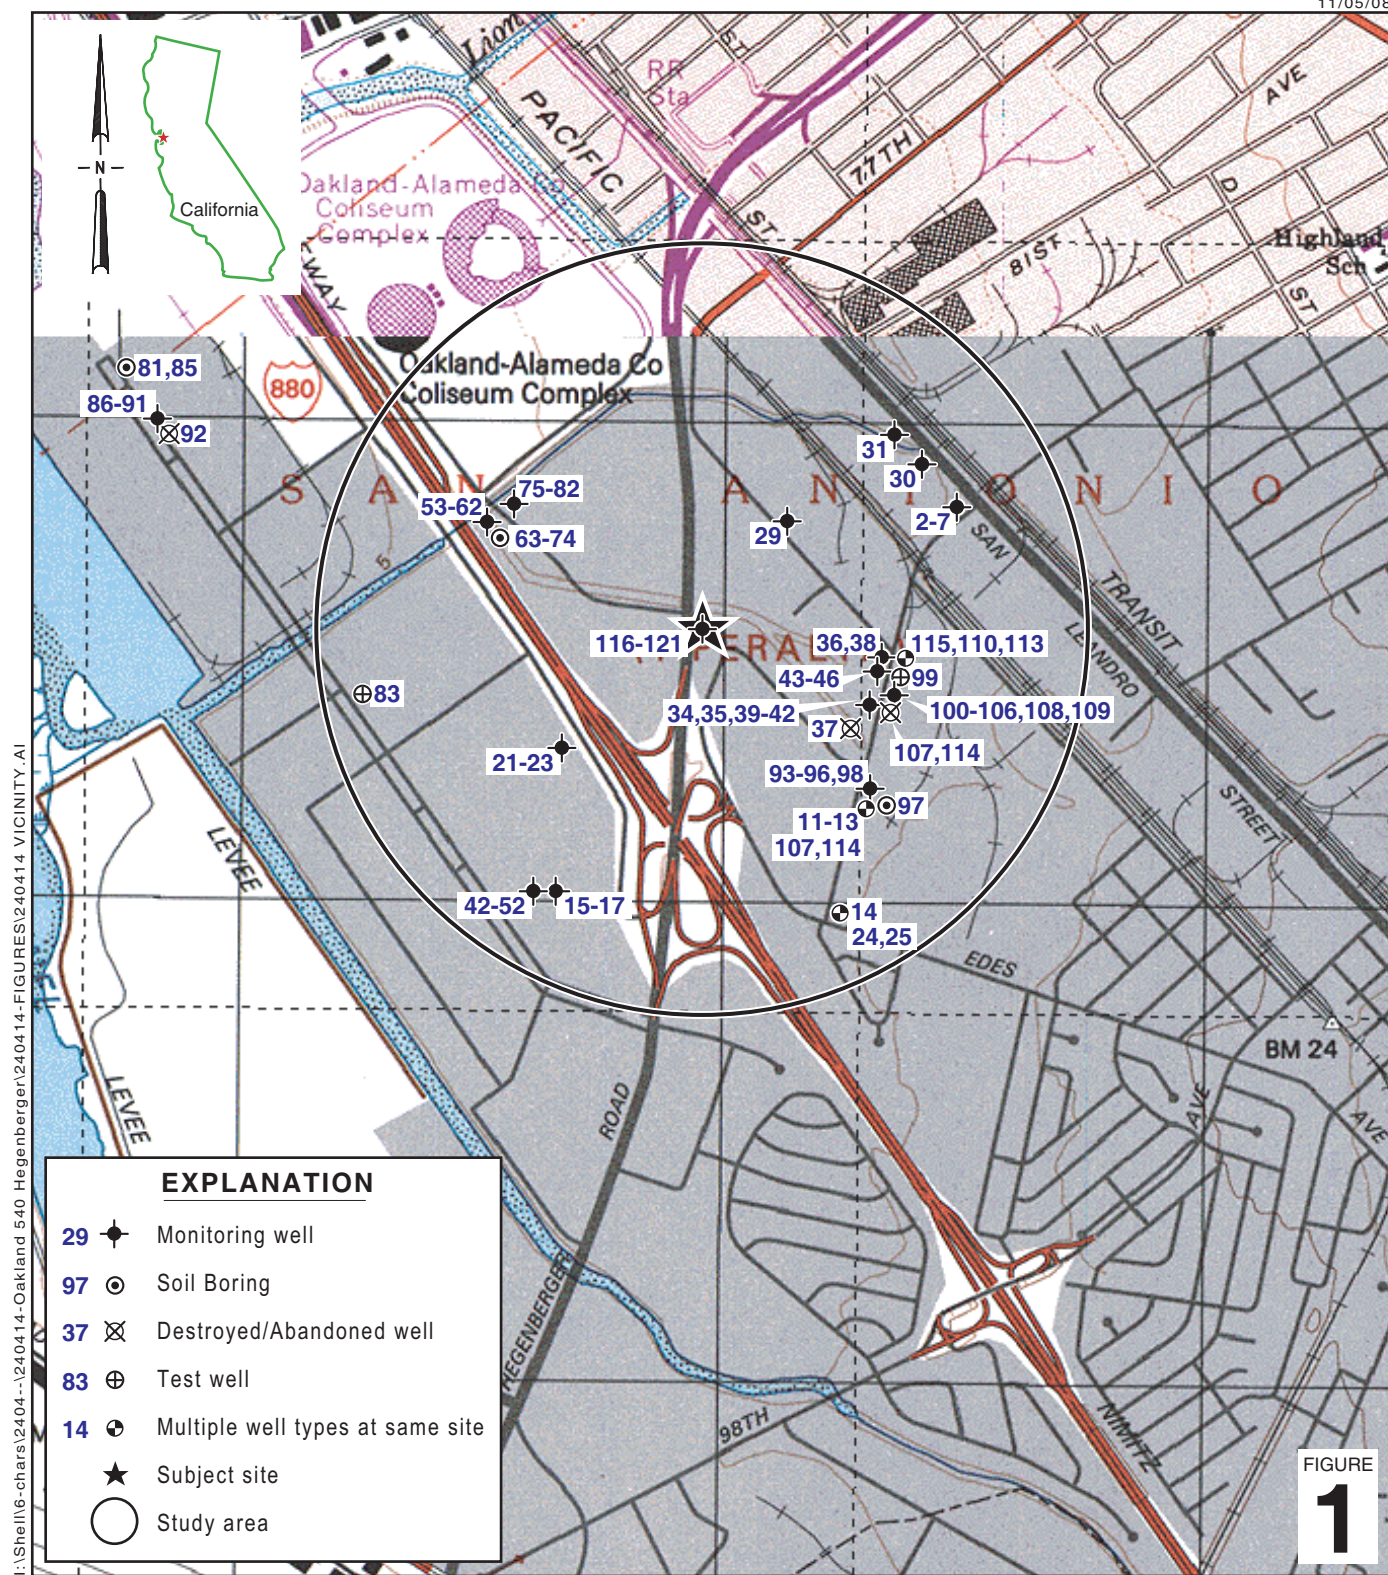 11/05/08
N
California
Lion
PACIFIC
RR
Sta
ST
ST
77TH
AVE
D
81ST
ST
Highland
Sch
Oakland-Alameda Co
Coliseum
Complex
Oakland-Alameda Co
Coliseum Complex
880
81,85
86-91
92
SAN ANTONIO
31
30
2-7
29
75-82
53-62
63-74
5
SAN
LEANDRO
STREET
TRANSIT
116-121
PERAL
36,38
115,110,113
43-46
99
83
34,35,39-42
100-106,108,109
37
107,114
21-23
93-96,98
97
11-13
107,114
42-52
15-17
14
24,25
LEVEE
LEVEE
EDES
BM 24
AVE
AVE
ROAD
HEGENBERGER
98TH
NIMITZ
EXPLANATION
29 Monitoring well
97 Soil Boring
37 Destroyed/Abandoned well
83 Test well
14 Multiple well types at same site
Subject site
Study area
FIGURE
1
I:\Shell\6-chars\2404--\240414-Oakland 540 Hegenberger\240414-FIGURES\240414 VICINITY.AI